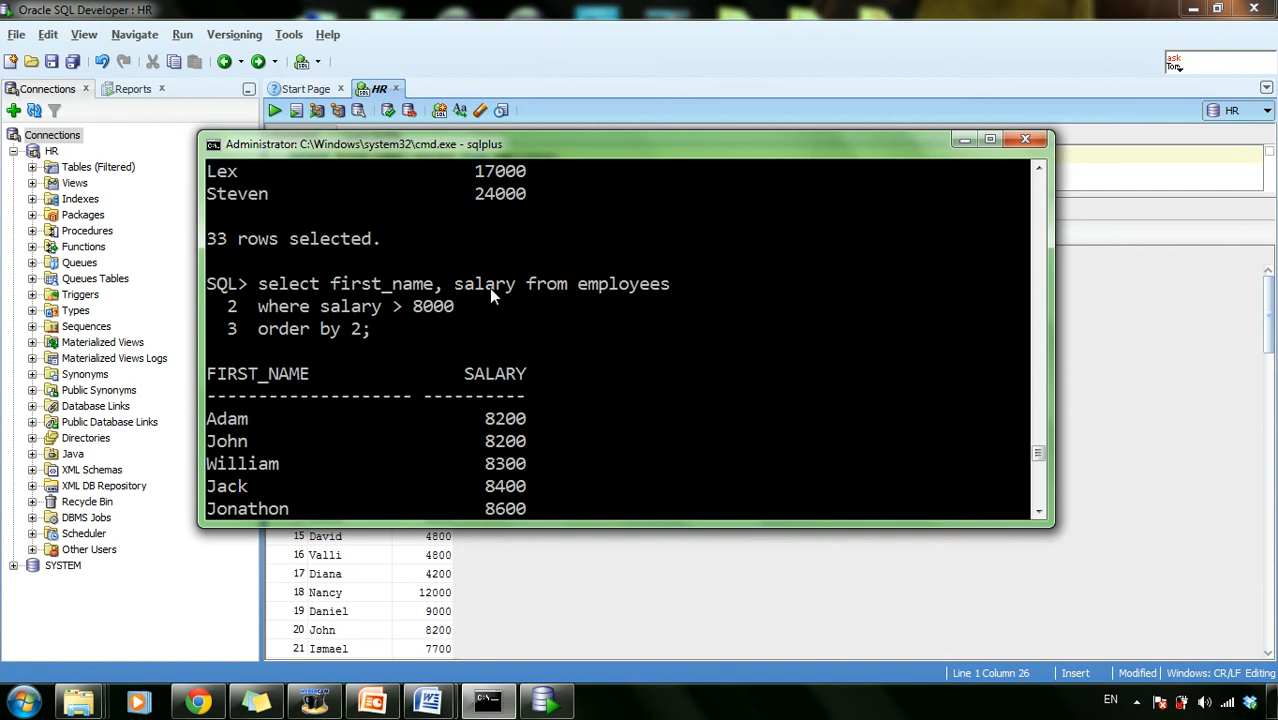 Oracle SQL Developer : HR
File Edit View Navigate Run Versioning Tools Help
ask
Tom
Connections
Reports
Start Page
HR
HR
Connections
HR
Tables (Filtered)
Views
Indexes
Packages
Procedures
Functions
Queues
Queues Tables
Triggers
Types
Sequences
Materialized Views
Materialized Views Logs
Synonyms
Public Synonyms
Database Links
Public Database Links
Directories
Java
XML Schemas
XML DB Repository
Recycle Bin
DBMS Jobs
Scheduler
Other Users
SYSTEM
Administrator: C:\Windows\system32\cmd.exe - sqlplus
Lex 17000
Steven 24000
33 rows selected.
SQL> select first_name, salary from employees
2 where salary > 8000
3 order by 2;
FIRST_NAME SALARY
-------------------- ----------
Adam 8200
John 8200
William 8300
Jack 8400
Jonathon 8600
15 David 4800
16 Valli 4800
17 Diana 4200
18 Nancy 12000
19 Daniel 9000
20 John 8200
21 Ismael 7700
Line 1 Column 26 Insert Modified Windows: CR/LF Editing
EN